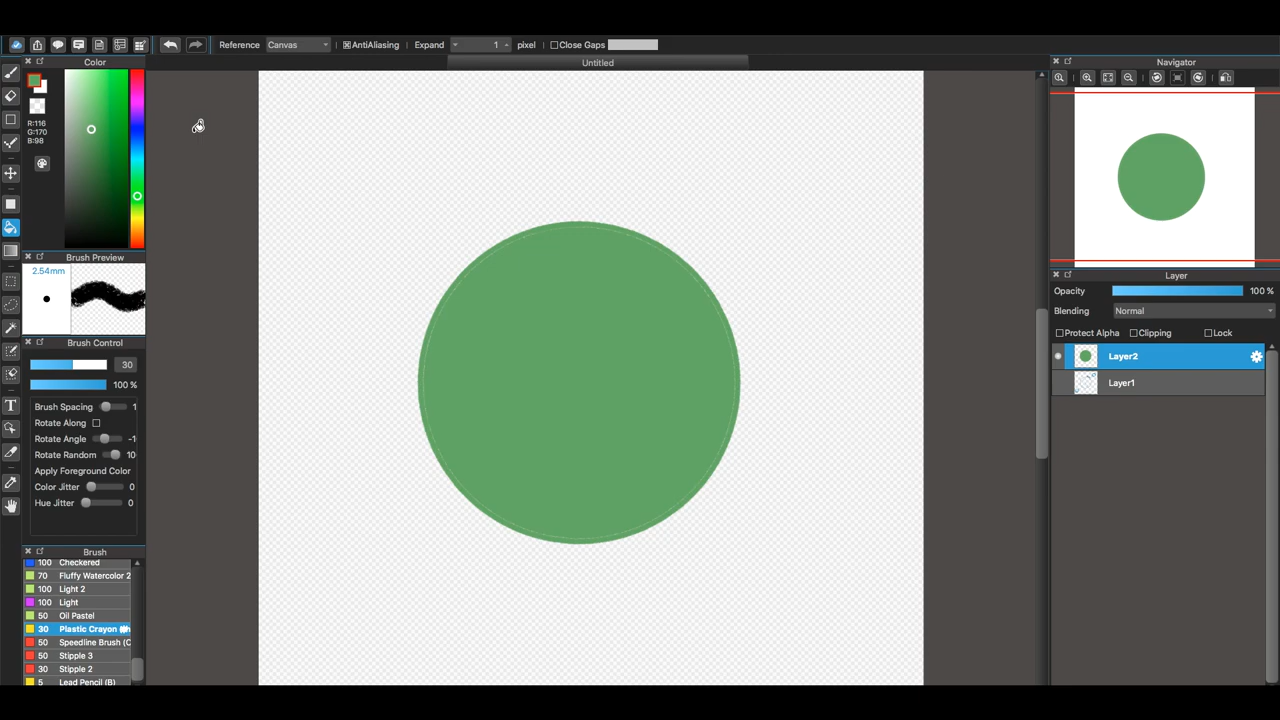 Reference Canvas AntiAliasing Expand 1 pixel Close Gaps
Color
Untitled
Navigator
R:116
G:170
B:98
Brush Preview
2.54mm
Brush Control
30
100 %
Brush Spacing 1
Rotate Along
Rotate Angle -1
Rotate Random 10
Apply Foreground Color
Color Jitter 0
Hue Jitter 0
Brush
100 Checkered
70 Fluffy Watercolor 2
100 Light 2
100 Light
50 Oil Pastel
30 Plastic Crayon
50 Speedline Brush (C
50 Stipple 3
30 Stipple 2
5 Lead Pencil (B)
Layer
Opacity 100 %
Blending Normal
Protect Alpha Clipping Lock
Layer2
Layer1
T